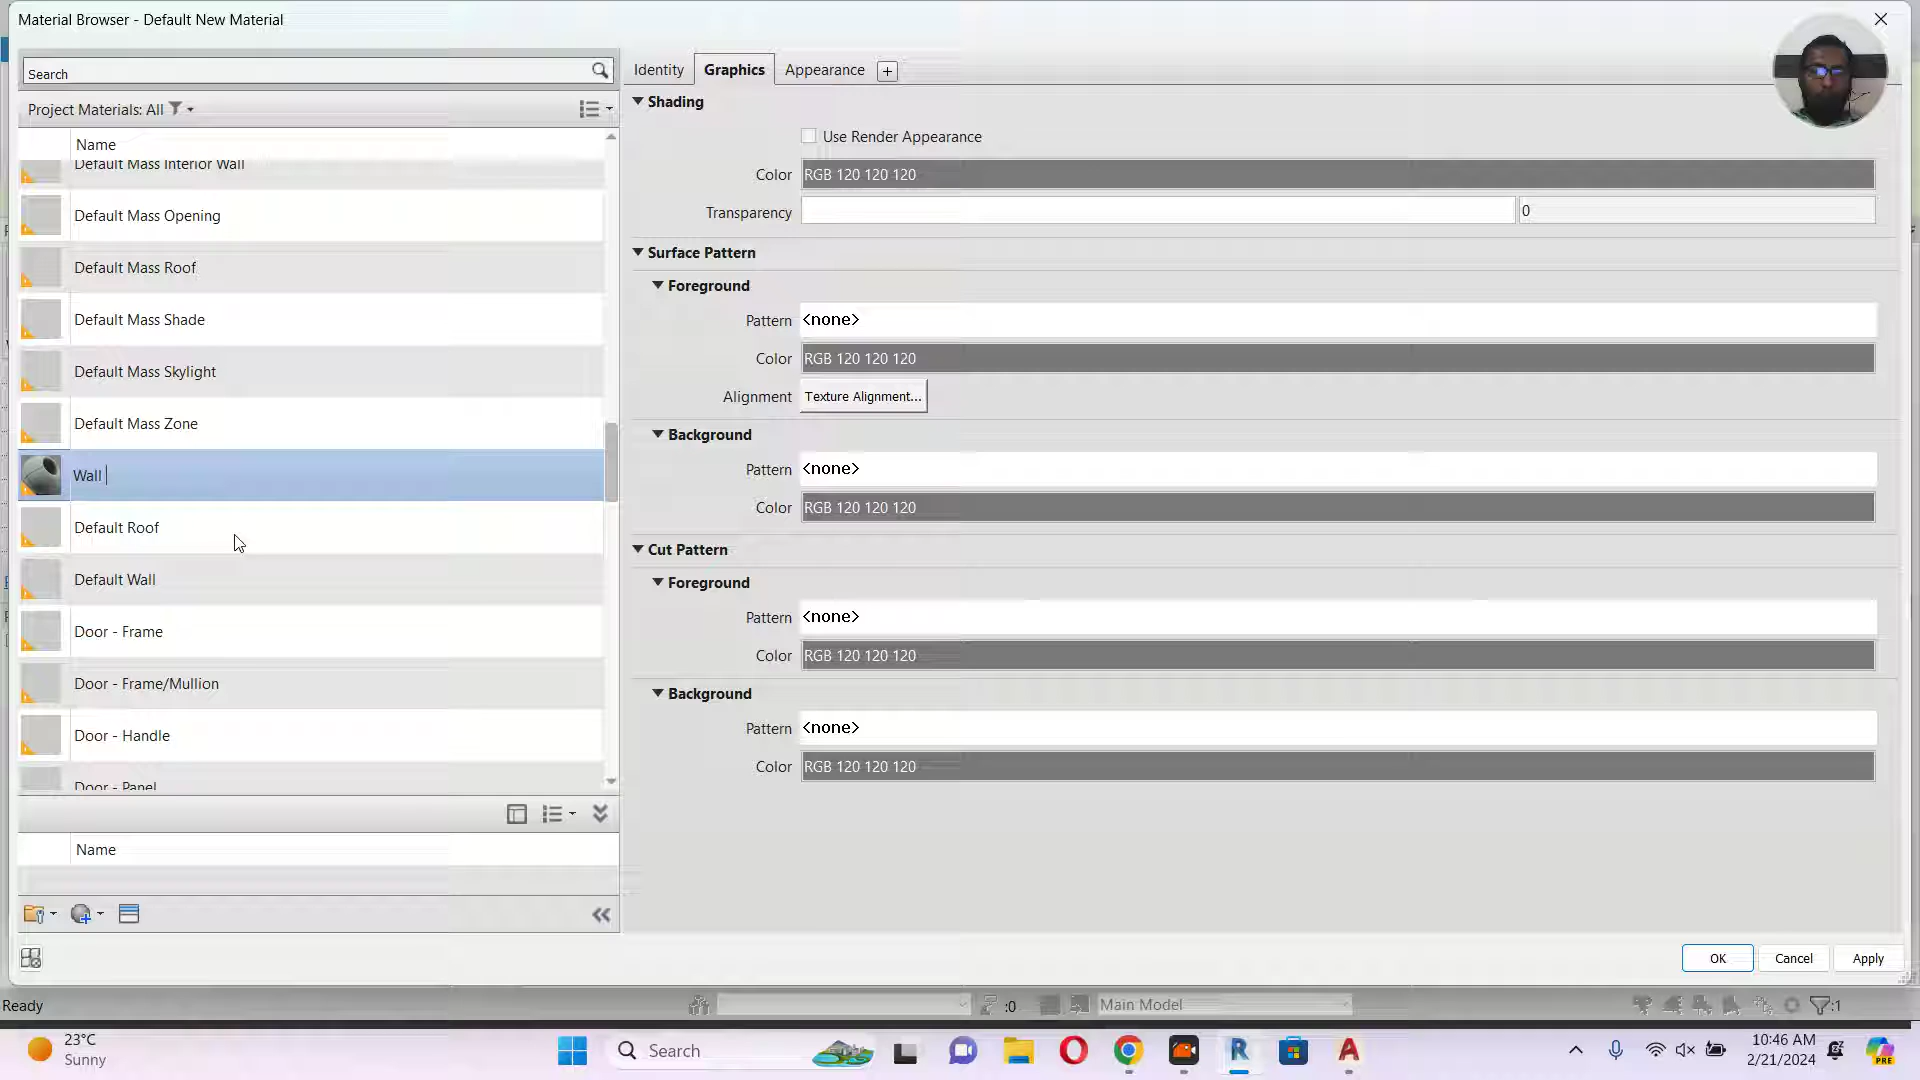 Material Browser - Default New Material
Search
Project Materials: All
Name
Default Mass Interior Wall
Default Mass Opening
Default Mass Roof
Default Mass Shade
Default Mass Skylight
Default Mass Zone
Wall
Default Roof
Default Wall
Door - Frame
Door - Frame/Mullion
Door - Handle
Door - Panel
Name
Identity
Graphics
Appearance
Shading
Use Render Appearance
Color RGB 120 120 120
Transparency 0
Surface Pattern
Foreground
Pattern <none>
Color RGB 120 120 120
Alignment Texture Alignment...
Background
Pattern <none>
Color RGB 120 120 120
Cut Pattern
Foreground
Pattern <none>
Color RGB 120 120 120
Background
Pattern <none>
Color RGB 120 120 120
OK Cancel Apply
Ready
:0
Main Model
:1
23°C
Sunny
Search
10:46 AM
2/21/2024
PRE